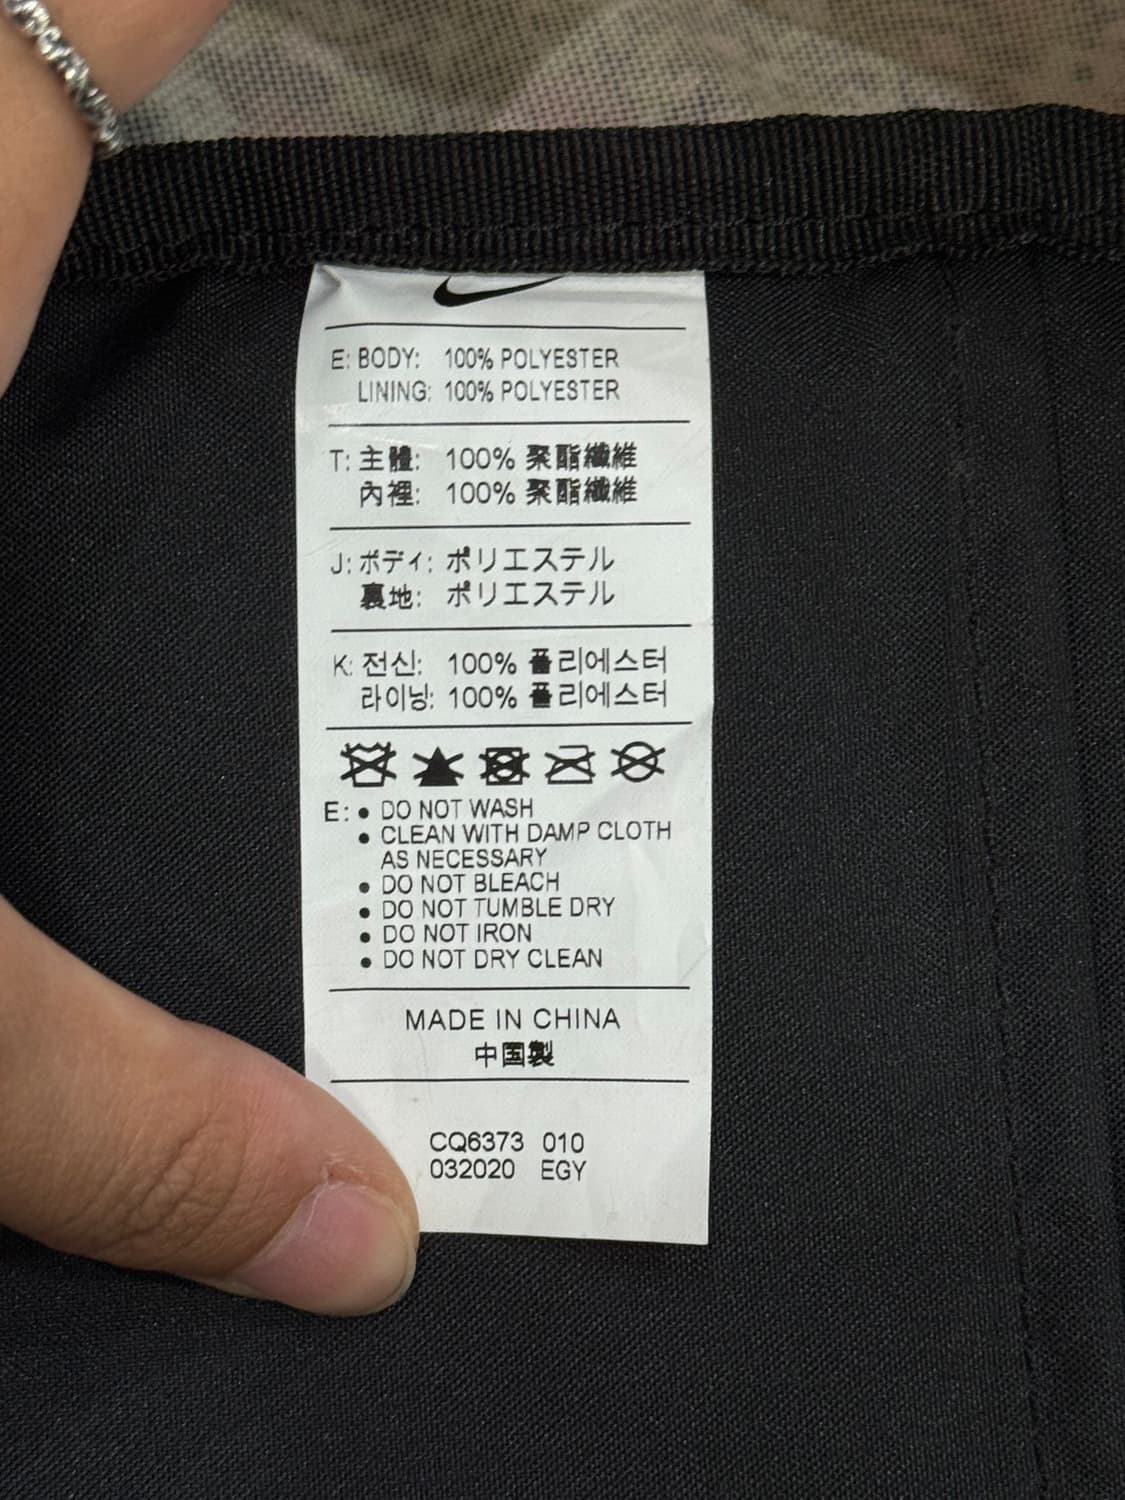 E: BODY: 100% POLYESTER
LINING: 100% POLYESTER
T: 主體: 100% 聚酯纖維
內裡: 100% 聚酯纖維
J: ボディ: ポリエステル
裏地: ポリエステル
K: 전신: 100% 폴리에스터
라이닝: 100% 폴리에스터
E: • DO NOT WASH
• CLEAN WITH DAMP CLOTH
AS NECESSARY
• DO NOT BLEACH
• DO NOT TUMBLE DRY
• DO NOT IRON
• DO NOT DRY CLEAN
MADE IN CHINA
中国製
CQ6373 010
032020 EGY